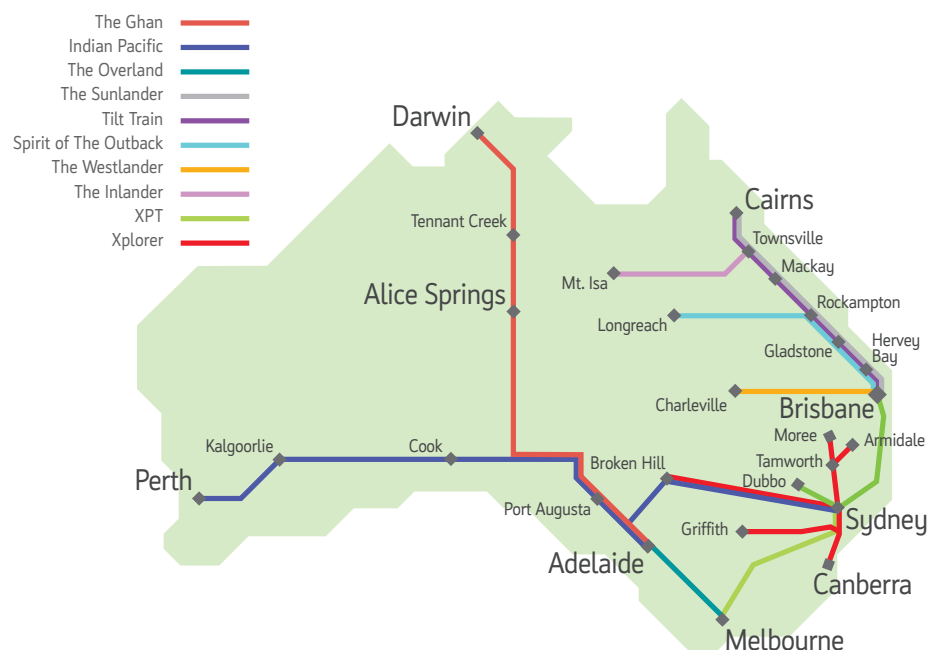 The Ghan
Indian Pacific
The Overland
The Sunlander
Tilt Train
Spirit of The Outback
The Westlander
The Inlander
XPT
Xplorer
Darwin
Cairns
Tennant Creek
Townsville
Mackay
Mt. Isa
Alice Springs
Rockampton
Longreach
Gladstone
Hervey
Bay
Charleville
Brisbane
Moree
Armidale
Kalgoorlie
Cook
Broken Hill
Tamworth
Perth
Dubbo
Port Augusta
Sydney
Griffith
Adelaide
Canberra
Melbourne